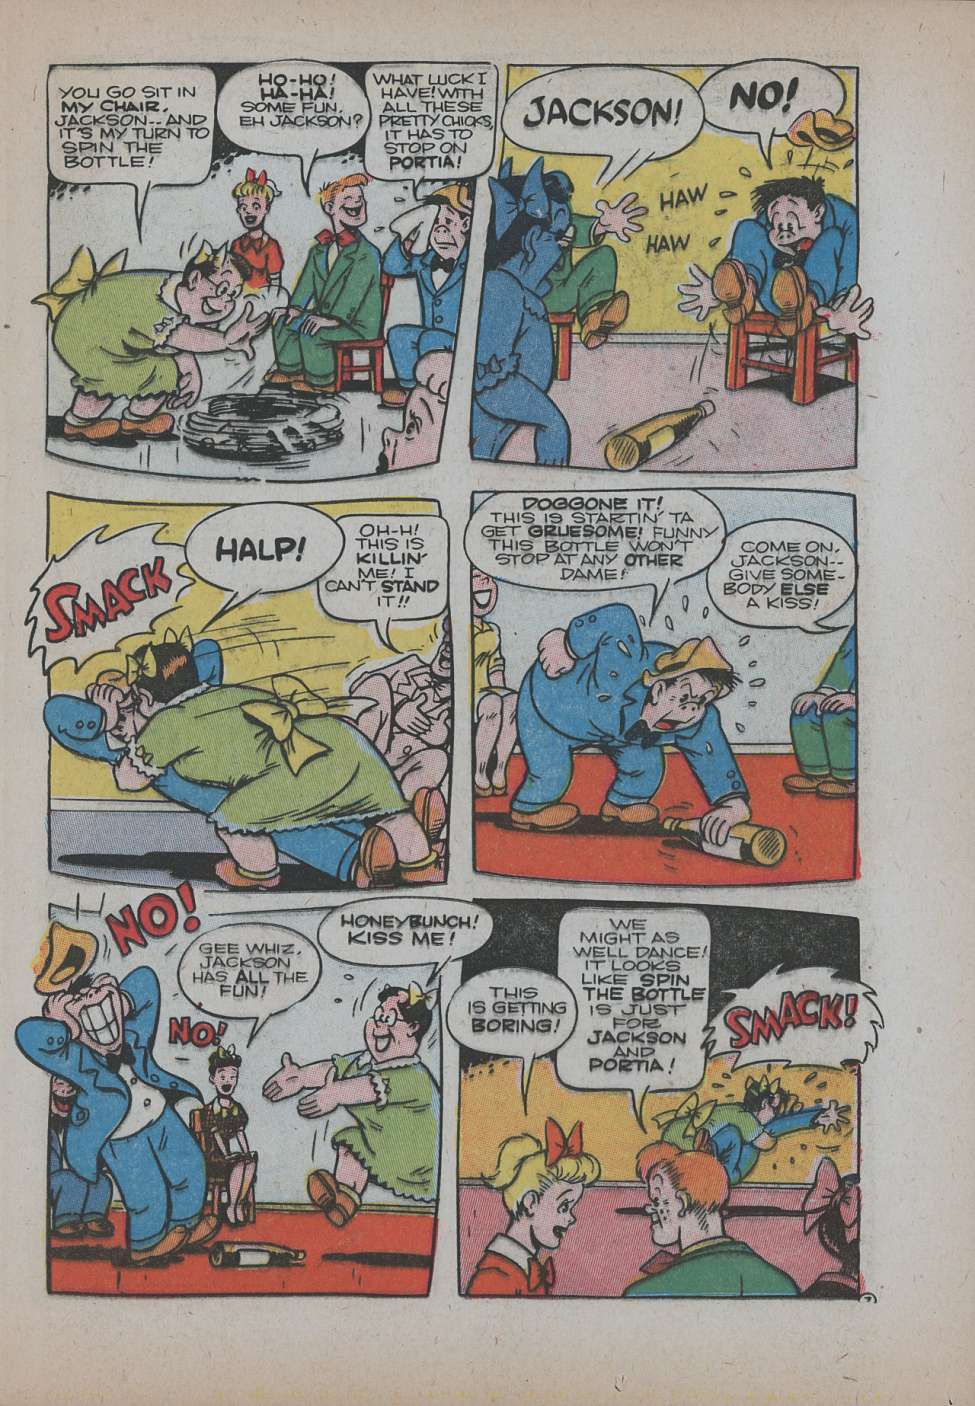 YOU GO SIT IN
MY CHAIR,
JACKSON-- AND
IT'S MY TURN TO
SPIN THE
BOTTLE!
HO-HO!
HA-HA!
SOME FUN,
EH JACKSON?
WHAT LUCK I
HAVE! WITH
ALL THESE
PRETTY CHICKS,
IT HAS TO
STOP ON
PORTIA!
JACKSON!
NO!
HAW
HAW
SMACK
HALP!
OH-H!
THIS IS
KILLIN'
ME! I
CAN'T STAND
IT!!
DOGGONE IT!
THIS IS STARTIN' TA
GET GRUESOME! FUNNY
THIS BOTTLE WON'T
STOP AT ANY OTHER
DAME!
COME ON,
JACKSON--
GIVE SOME-
BODY ELSE
A KISS!
NO!
NO!
GEE WHIZ,
JACKSON
HAS ALL THE
FUN!
HONEYBUNCH!
KISS ME!
THIS
IS GETTING
BORING!
WE
MIGHT AS
WELL DANCE!
IT LOOKS
LIKE SPIN
THE BOTTLE
IS JUST
FOR
JACKSON
AND
PORTIA!
SMACK!
7